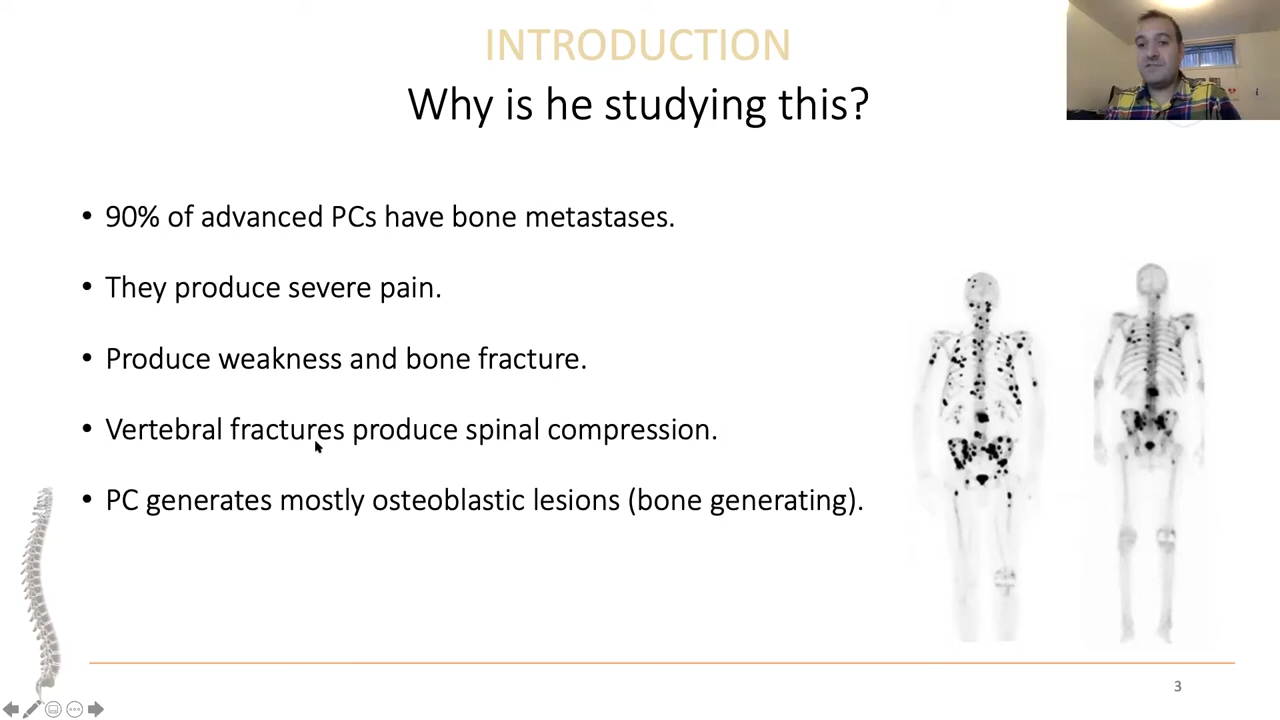 INTRODUCTION
Why is he studying this?
• 90% of advanced PCs have bone metastases.
• They produce severe pain.
• Produce weakness and bone fracture.
• Vertebral fractures produce spinal compression.
• PC generates mostly osteoblastic lesions (bone generating).
3